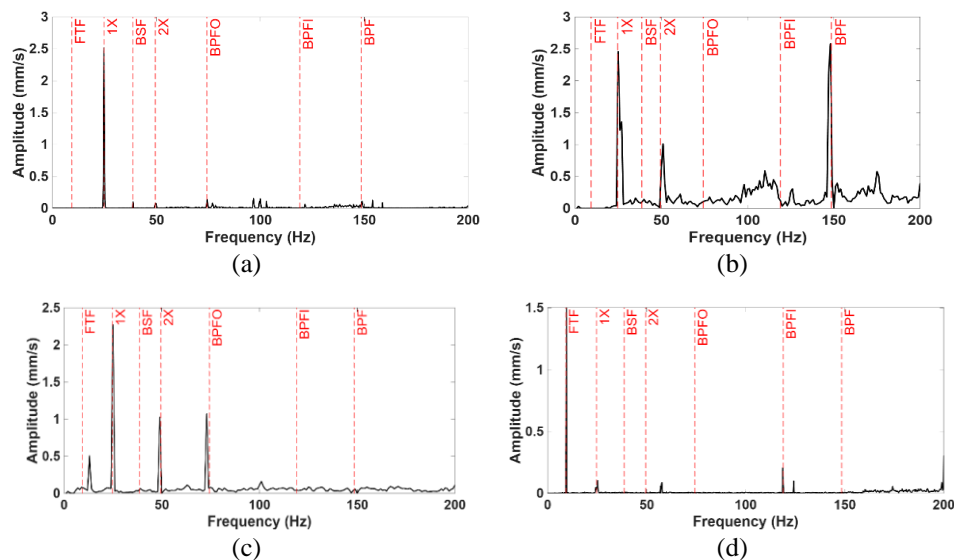 FTF
1X
BSF
2X
BPFO
BPFI
BPF
3
2.5
2
1.5
1
0.5
0
Amplitude (mm/s)
0 50 100 150 200
Frequency (Hz)
(a)
FTF
1X
BSF
2X
BPFO
BPFI
BPF
3
2.5
2
1.5
1
0.5
0
Amplitude (mm/s)
0 50 100 150 200
Frequency (Hz)
(b)
FTF
1X
BSF
2X
BPFO
BPFI
BPF
2.5
2
1.5
1
0.5
0
Amplitude (mm/s)
0 50 100 150 200
Frequency (Hz)
(c)
FTF
1X
BSF
2X
BPFO
BPFI
BPF
1.5
1
0.5
0
Amplitude (mm/s)
0 50 100 150 200
Frequency (Hz)
(d)